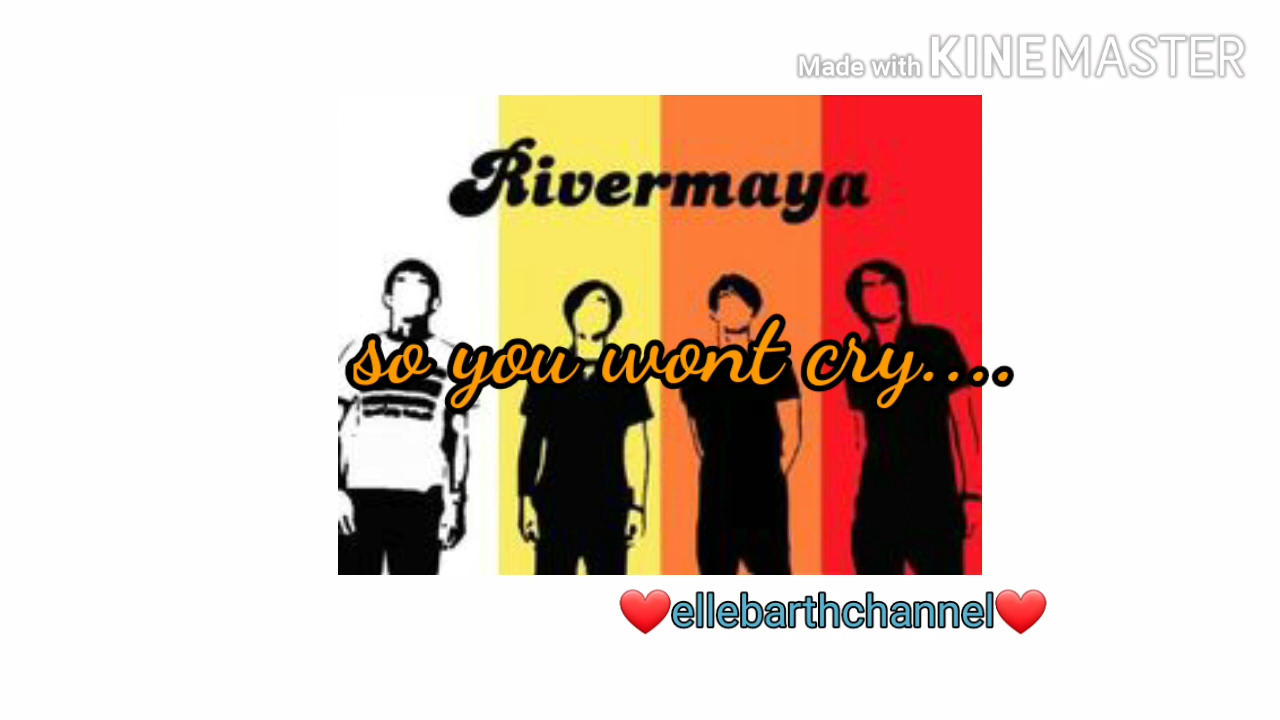 Made with KINEMASTER
Rivermaya
so you wont cry....
❤️ellebarthchannel❤️